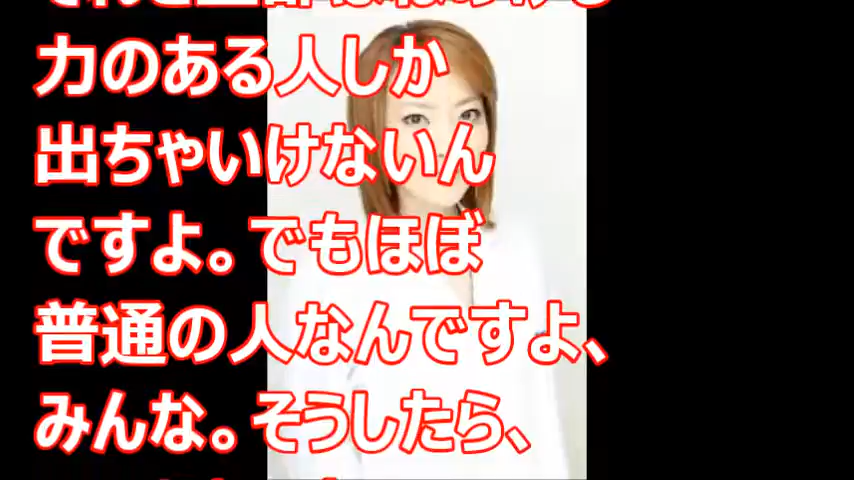 力のある人しか
出ちゃいけないん
ですよ。でもほぼ
普通の人なんですよ、
みんな。そうしたら、